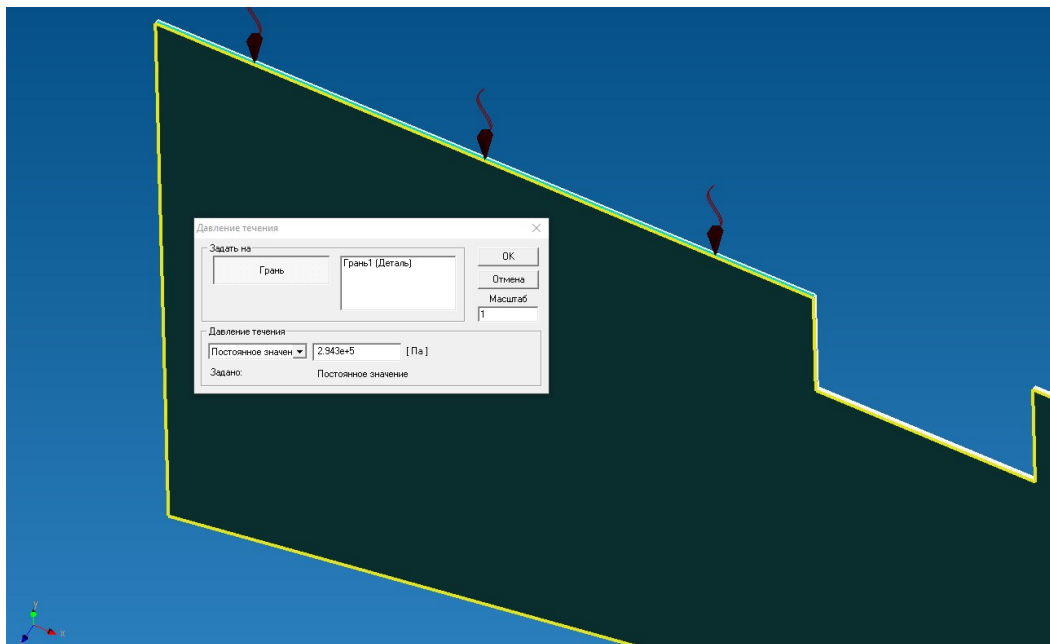 Давление течения
Задать на
Грань
Грань1 (Деталь)
OK
Отмена
Масштаб
1
Давление течения
Постоянное значен
2.943e+5
[ Па ]
Задано:
Постоянное значение
Y
X